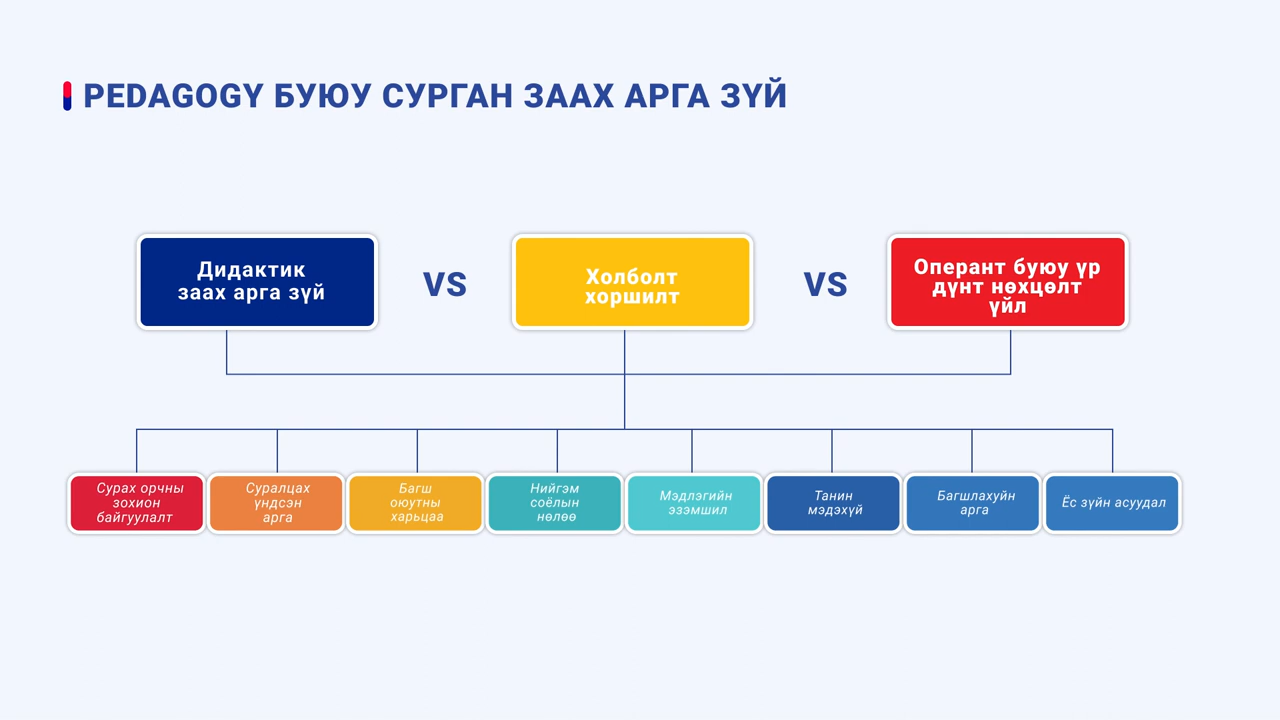 PEDAGOGY БУЮУ СУРГАН ЗААХ АРГА ЗҮЙ
Дидактик
заах арга зүй
VS
Холболт
хоршилт
VS
Оперант буюу үр
дүнт нөхцөлт
үйл
Сурах орчны
зохион
байгуулалт
Суралцах
үндсэн
арга
Багш
оюутны
харьцаа
Нийгэм
соёлын
нөлөө
Мэдлэгийн
эзэмшил
Танин
мэдэхүй
Багшлахуйн
арга
Ёс зүйн асуудал